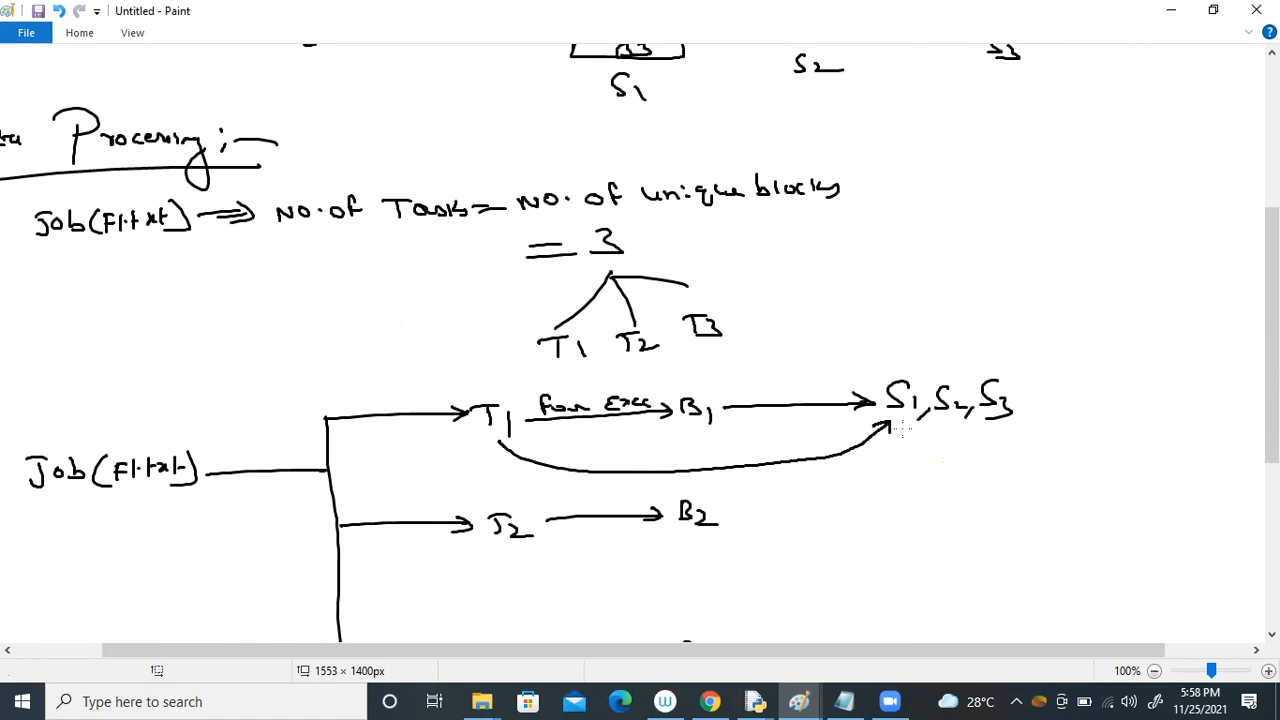 Untitled - Paint
File Home View
B3
S1
S2
S3
Processing :-
Job(F1.txt) ⇒ No. of Tasks = No. of unique blocks
= 3
T1 T2 T3
T1 for Exec B1 → S1, S2, S3
Job(F1.txt)
T2 → B2
1553 × 1400px
100%
Type here to search
28°C
5:58 PM
11/25/2021